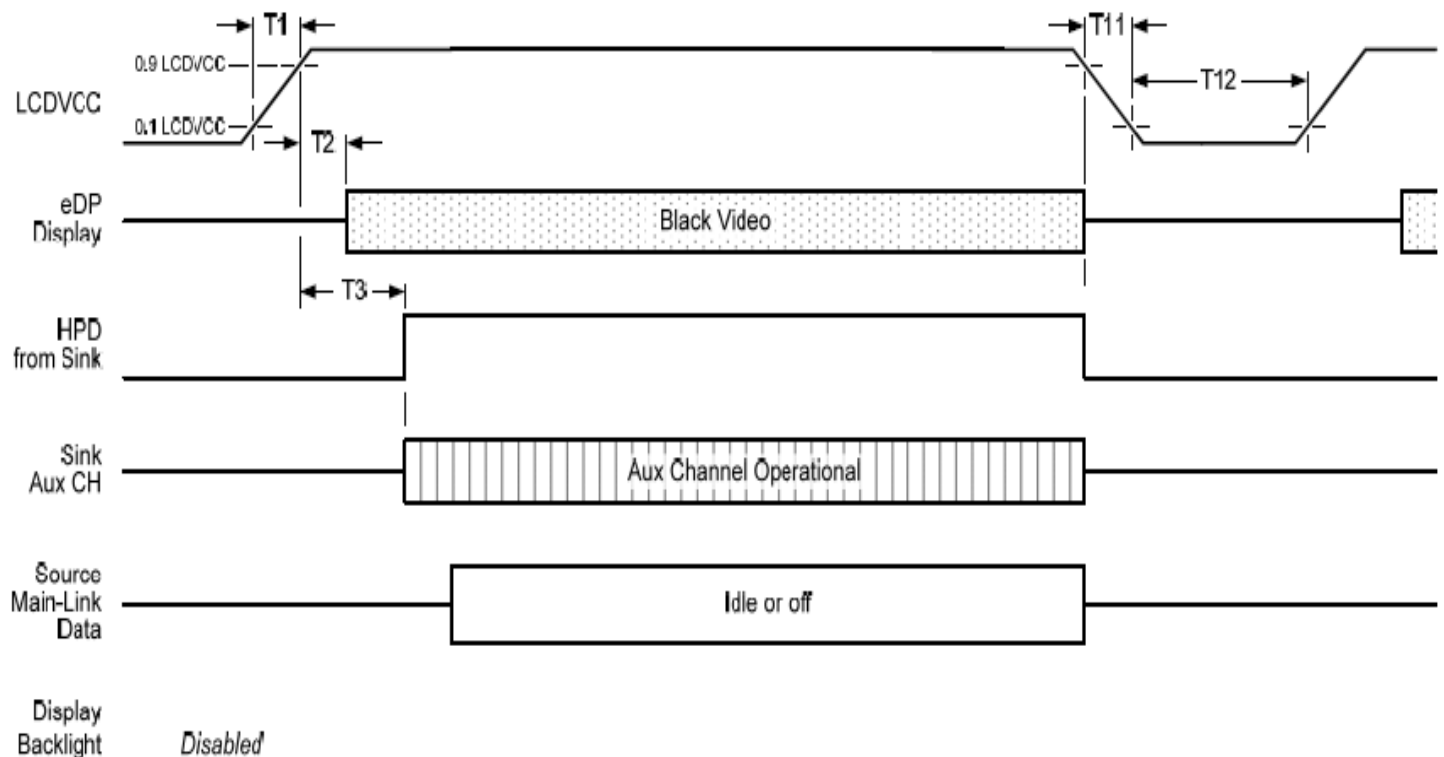 T1
T11
0.9 LCDVCC
LCDVCC
T12
0.1 LCDVCC
T2
eDP
Display
Black Video
T3
HPD
from Sink
Sink
Aux CH
Aux Channel Operational
Source
Main-Link
Data
Idle or off
Display
Backlight
Disabled